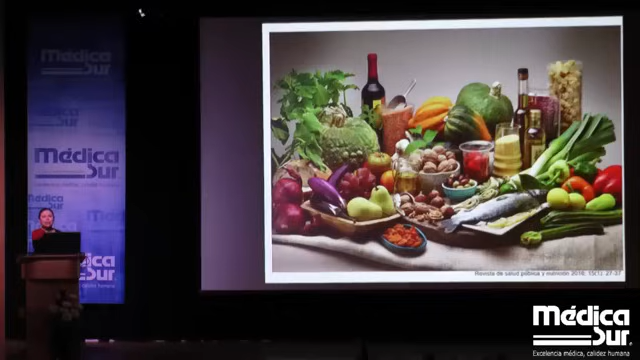 Médica
Sur
Médica
Sur
Médica
Sur
Revista de salud pública y nutrición 2016; 15(1): 27-37
Médica
Sur
Excelencia médica, calidez humana